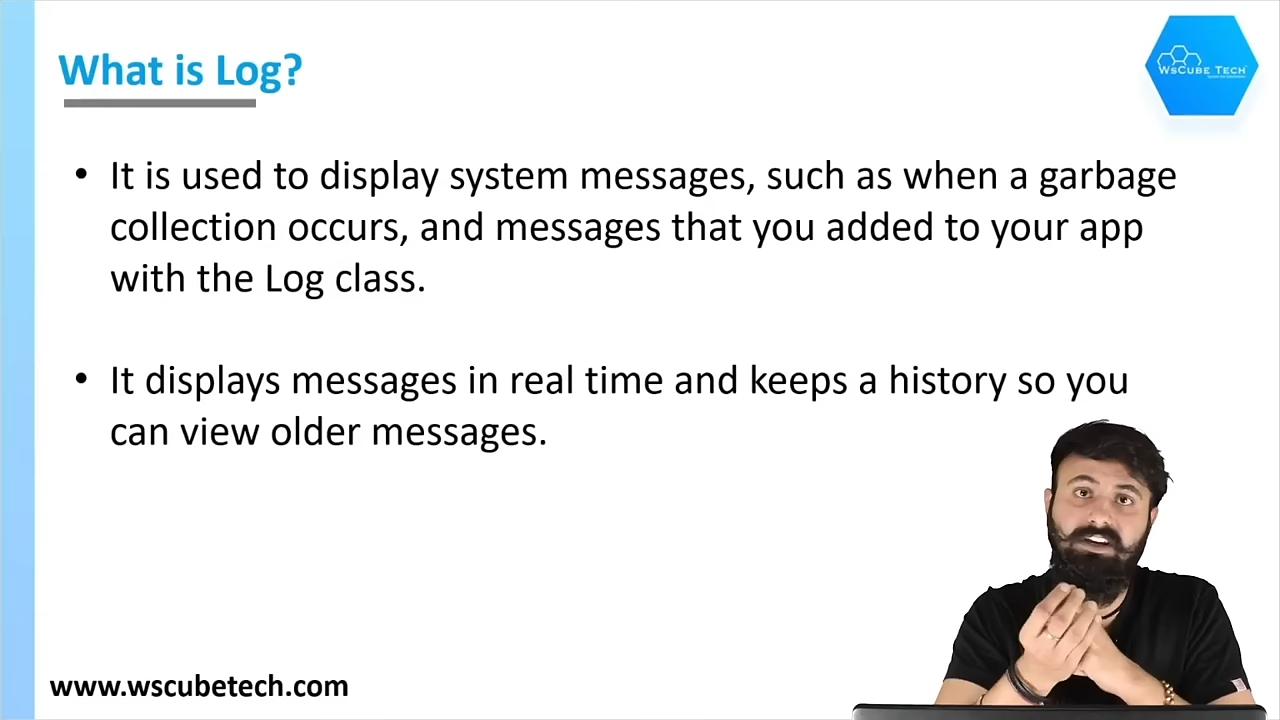 What is Log?
WsCube Tech
• It is used to display system messages, such as when a garbage
collection occurs, and messages that you added to your app
with the Log class.
• It displays messages in real time and keeps a history so you
can view older messages.
www.wscubetech.com